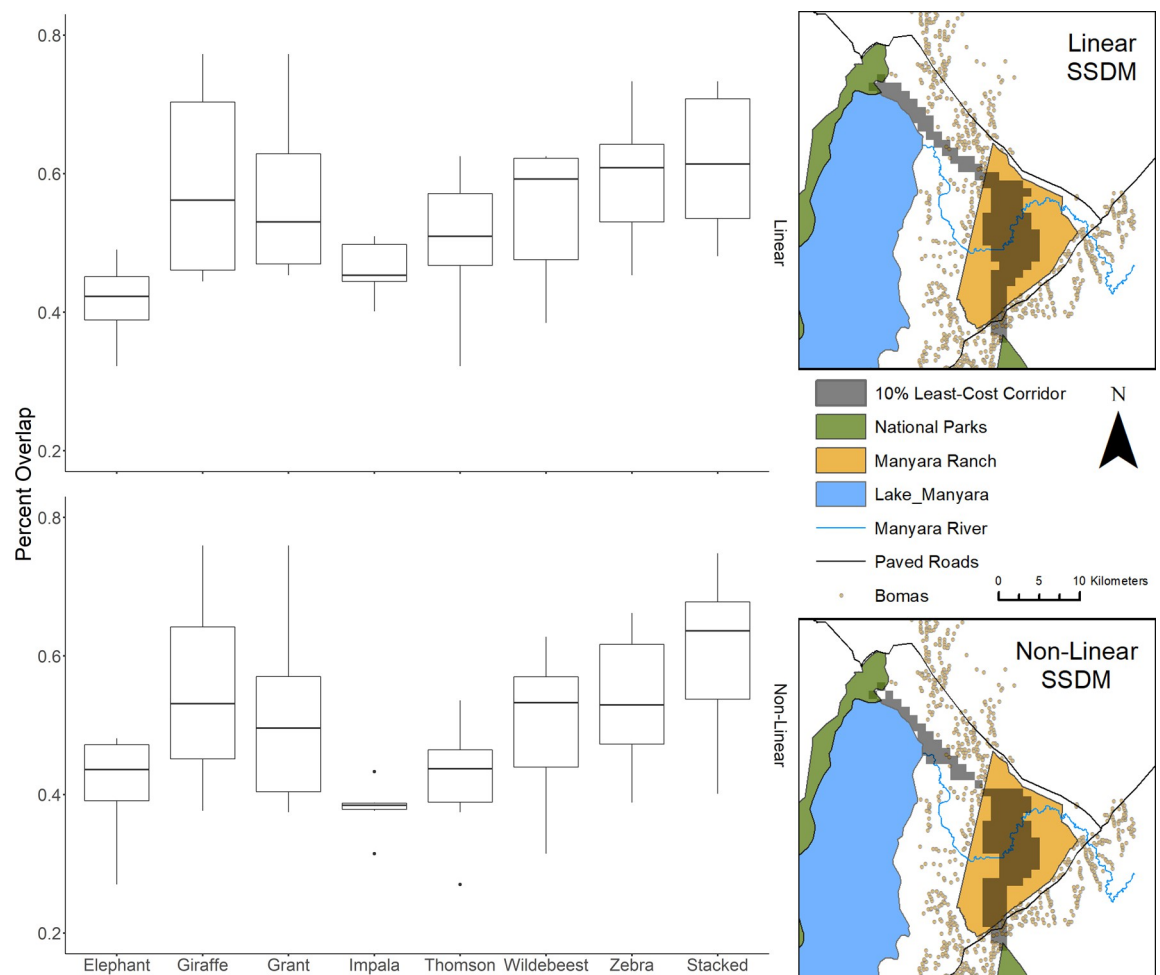 Percent Overlap
0.8
0.6
0.4
0.2
Linear
0.8
0.6
0.4
0.2
Non-Linear
Elephant
Giraffe
Grant
Impala
Thomson
Wildebeest
Zebra
Stacked
Linear
SSDM
10% Least-Cost Corridor
National Parks
Manyara Ranch
Lake_Manyara
Manyara River
Paved Roads
Bomas
N
0 5 10 Kilometers
Non-Linear
SSDM